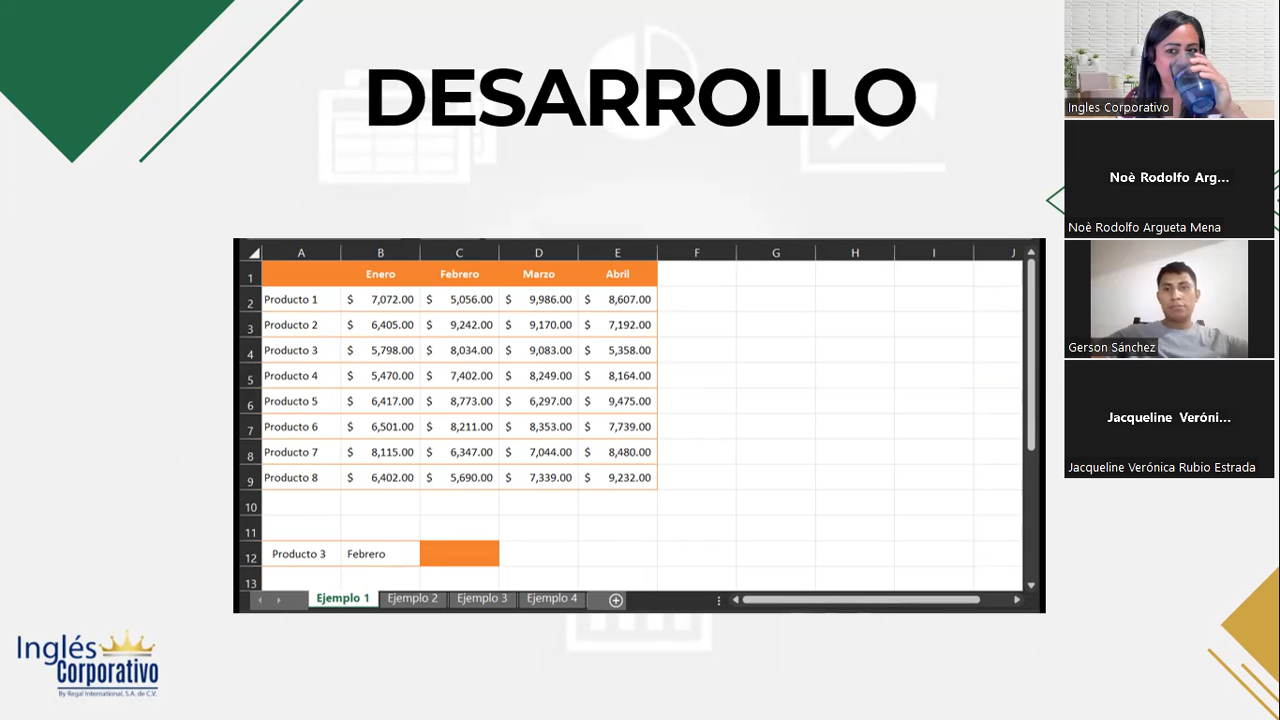 DESARROLLO
A B C D E F G H I J
1 Enero Febrero Marzo Abril
2 Producto 1 $ 7,072.00 $ 5,056.00 $ 9,986.00 $ 8,607.00
3 Producto 2 $ 6,405.00 $ 9,242.00 $ 9,170.00 $ 7,192.00
4 Producto 3 $ 5,798.00 $ 8,034.00 $ 9,083.00 $ 5,358.00
5 Producto 4 $ 5,470.00 $ 7,402.00 $ 8,249.00 $ 8,164.00
6 Producto 5 $ 6,417.00 $ 8,773.00 $ 6,297.00 $ 9,475.00
7 Producto 6 $ 6,501.00 $ 8,211.00 $ 8,353.00 $ 7,739.00
8 Producto 7 $ 8,115.00 $ 6,347.00 $ 7,044.00 $ 8,480.00
9 Producto 8 $ 6,402.00 $ 5,690.00 $ 7,339.00 $ 9,232.00
10
11
12 Producto 3 Febrero
13
Ejemplo 1 Ejemplo 2 Ejemplo 3 Ejemplo 4
Inglés
Corporativo
By Regal International, S.A. de C.V.
Ingles Corporativo
Noè Rodolfo Arg...
Noè Rodolfo Argueta Mena
Gerson Sánchez
Jacqueline Veróni...
Jacqueline Verónica Rubio Estrada